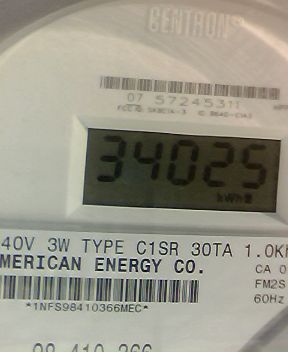 CENTRON
07 57245311
34025
kWh
40V 3W TYPE C1SR 30TA 1.0K
MERICAN ENERGY CO.
CA 0
FM2S
*1NFS98410366MEC*
60Hz
98 410 366